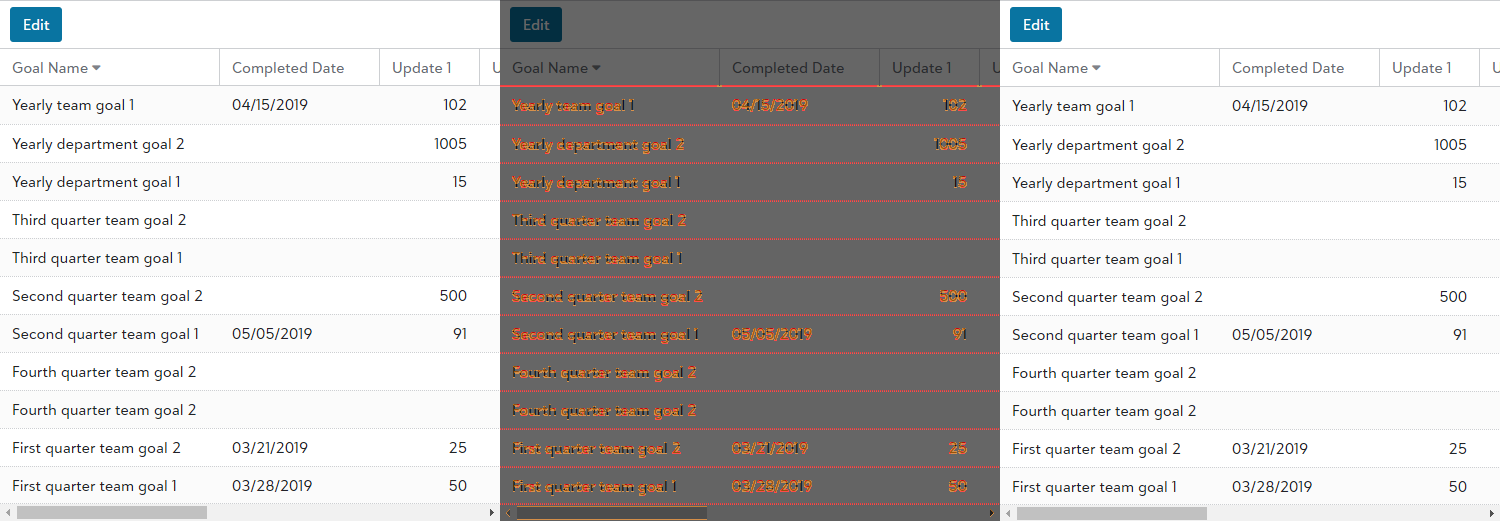 Edit Edit Edit
Goal Name Completed Date Update 1 U Goal Name Completed Date Update 1 U Goal Name Completed Date Update 1 U
Yearly team goal 1 04/15/2019 102 Yearly team goal 1 04/15/2019 102 Yearly team goal 1 04/15/2019 102
Yearly department goal 2 1005 Yearly department goal 2 1005 Yearly department goal 2 1005
Yearly department goal 1 15 Yearly department goal 1 15 Yearly department goal 1 15
Third quarter team goal 2 Third quarter team goal 2 Third quarter team goal 2
Third quarter team goal 1 Third quarter team goal 1 Third quarter team goal 1
Second quarter team goal 2 500 Second quarter team goal 2 500 Second quarter team goal 2 500
Second quarter team goal 1 05/05/2019 91 Second quarter team goal 1 05/05/2019 91 Second quarter team goal 1 05/05/2019 91
Fourth quarter team goal 2 Fourth quarter team goal 2 Fourth quarter team goal 2
Fourth quarter team goal 2 Fourth quarter team goal 2 Fourth quarter team goal 2
First quarter team goal 2 03/21/2019 25 First quarter team goal 2 03/21/2019 25 First quarter team goal 2 03/21/2019 25
First quarter team goal 1 03/28/2019 50 First quarter team goal 1 03/28/2019 50 First quarter team goal 1 03/28/2019 50